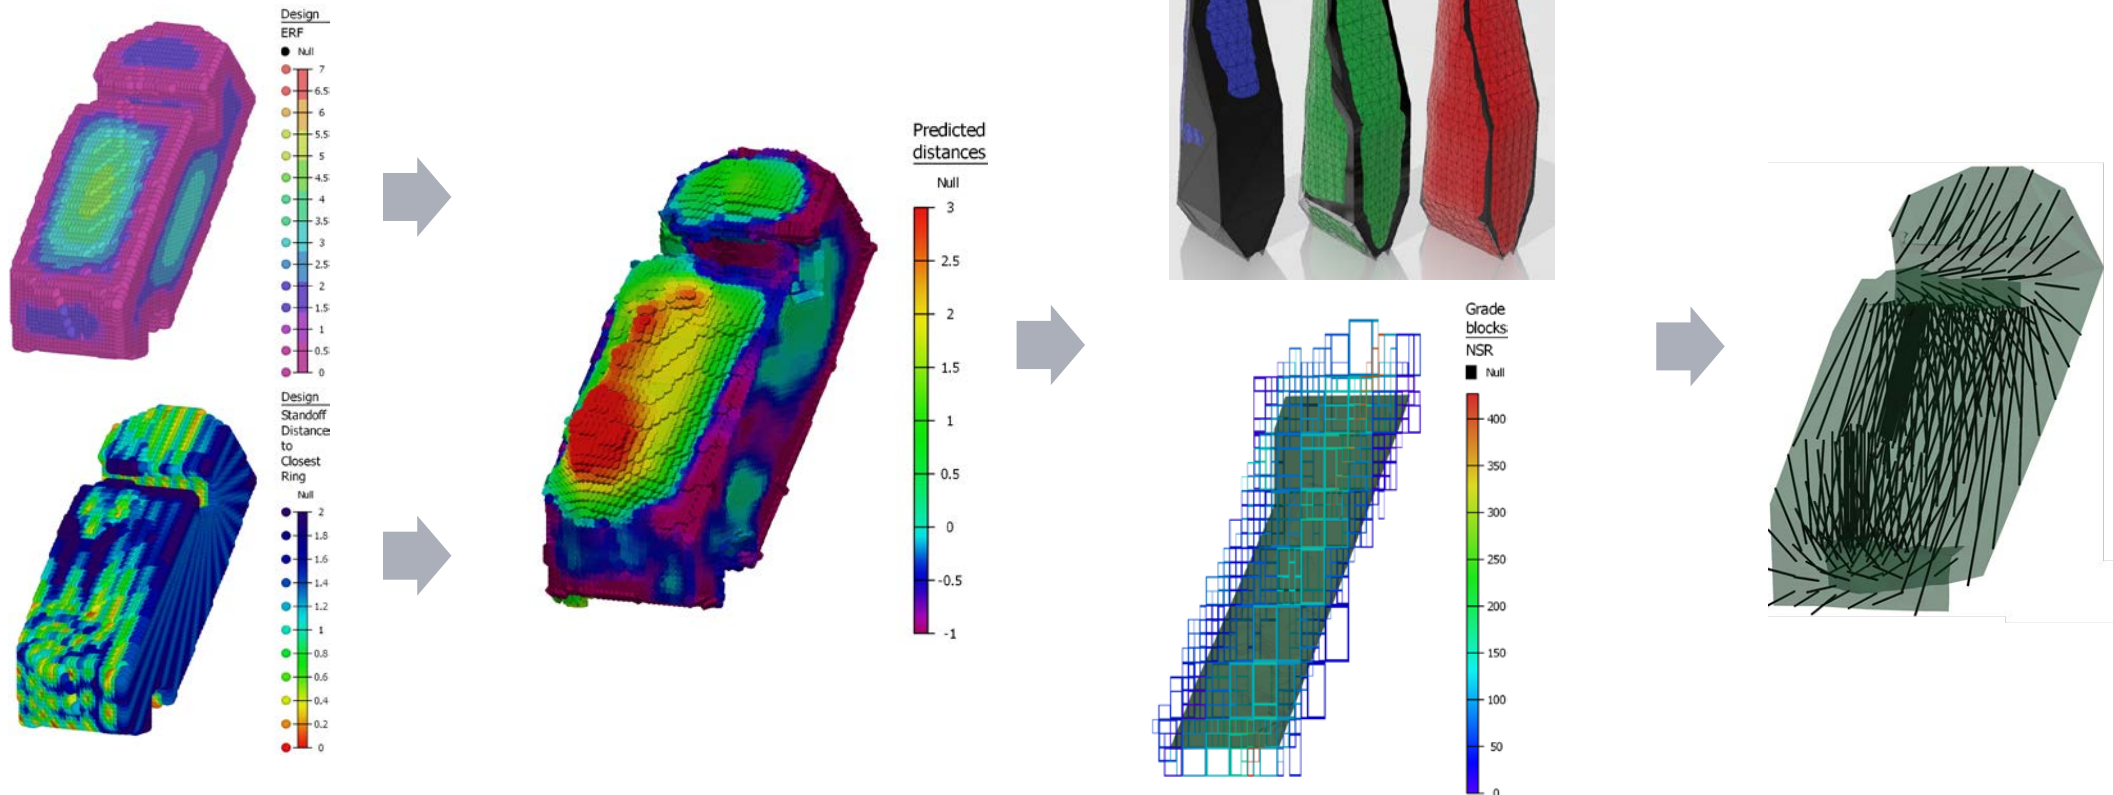 Design
ERF
Null
7
6.5
6
5.5
5
4.5
4
3.5
3
2.5
2
1.5
1
0.5
0
Design
Standoff
Distance
to
Closest
Ring
Null
2
1.8
1.6
1.4
1.2
1
0.8
0.6
0.4
0.2
0
Predicted
distances
Null
3
2.5
2
1.5
1
0.5
0
-0.5
-1
Grade
blocks
NSR
Null
400
350
300
250
200
150
100
50
0